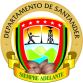 DEPARTAMENTO DE SANTANDER
SIEMPRE ADELANTE